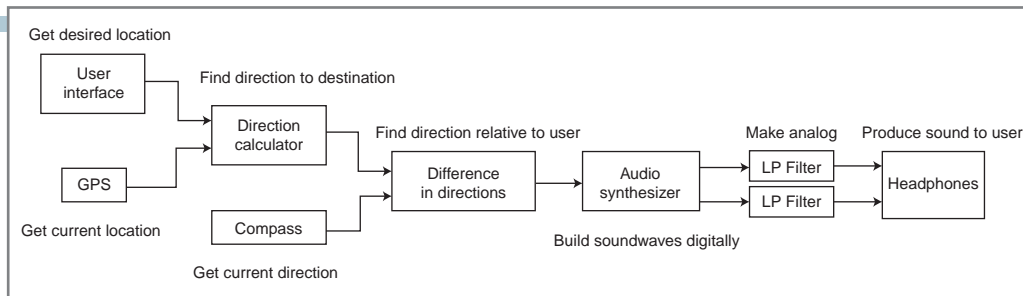 Get desired location
User
interface
Find direction to destination
Direction
calculator
GPS
Get current location
Find direction relative to user
Difference
in directions
Compass
Get current direction
Audio
synthesizer
Build soundwaves digitally
Make analog
LP Filter
LP Filter
Produce sound to user
Headphones